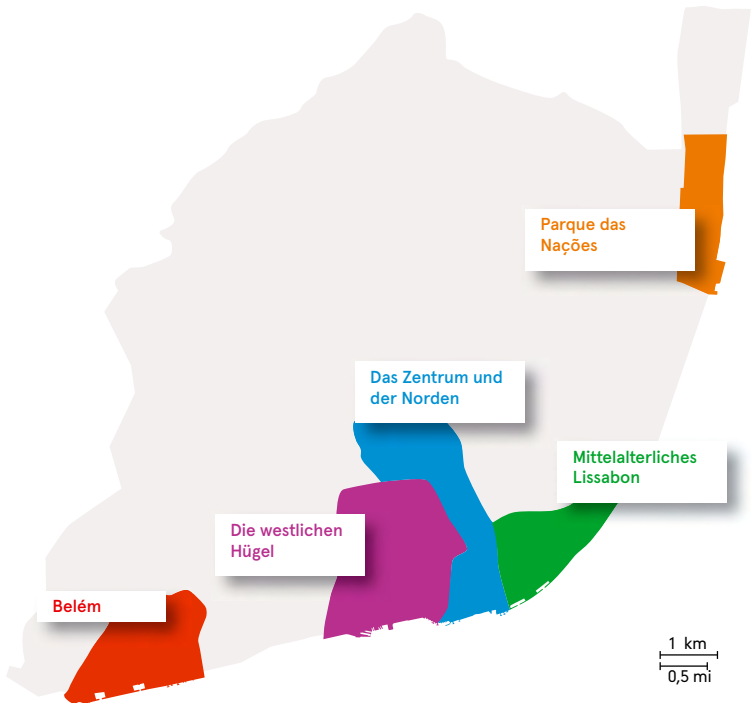 Parque das
Nações
Das Zentrum und
der Norden
Mittelalterliches
Lissabon
Die westlichen
Hügel
Belém
1 km
0,5 mi